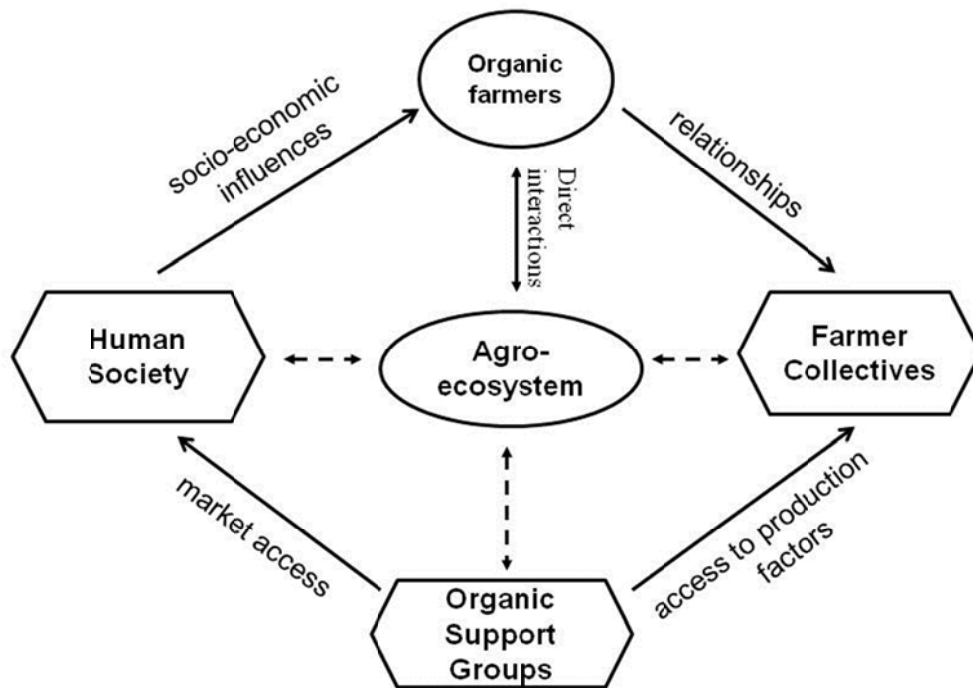 Organic
farmers
socio-economic
influences
relationships
Direct
interactions
Human
Society
Agro-
ecosystem
Farmer
Collectives
market access
access to production
factors
Organic
Support
Groups